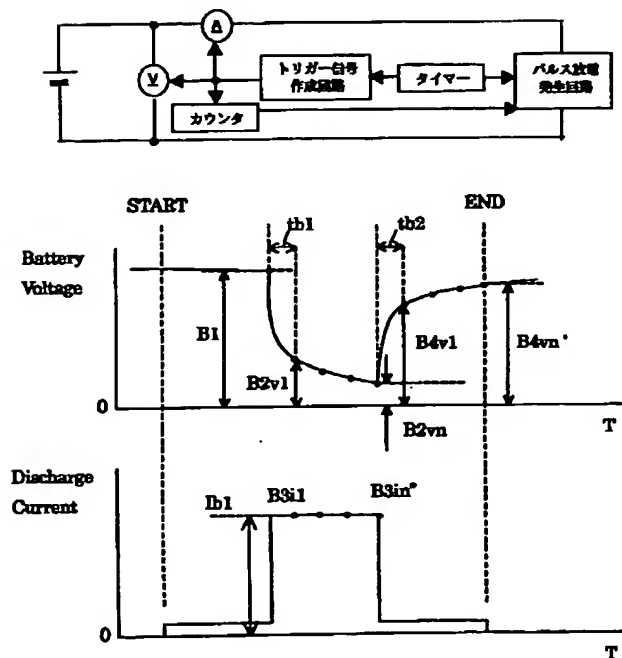 A
V
トリガー信号
作成回路
タイマー
パルス放電
発生回路
カウンタ
START
END
tb1
tb2
Battery
Voltage
B1
B2v1
B4v1
B4vn*
0
B2vn
T
Discharge
Current
Ib1
B3i1
B3in*
0
T